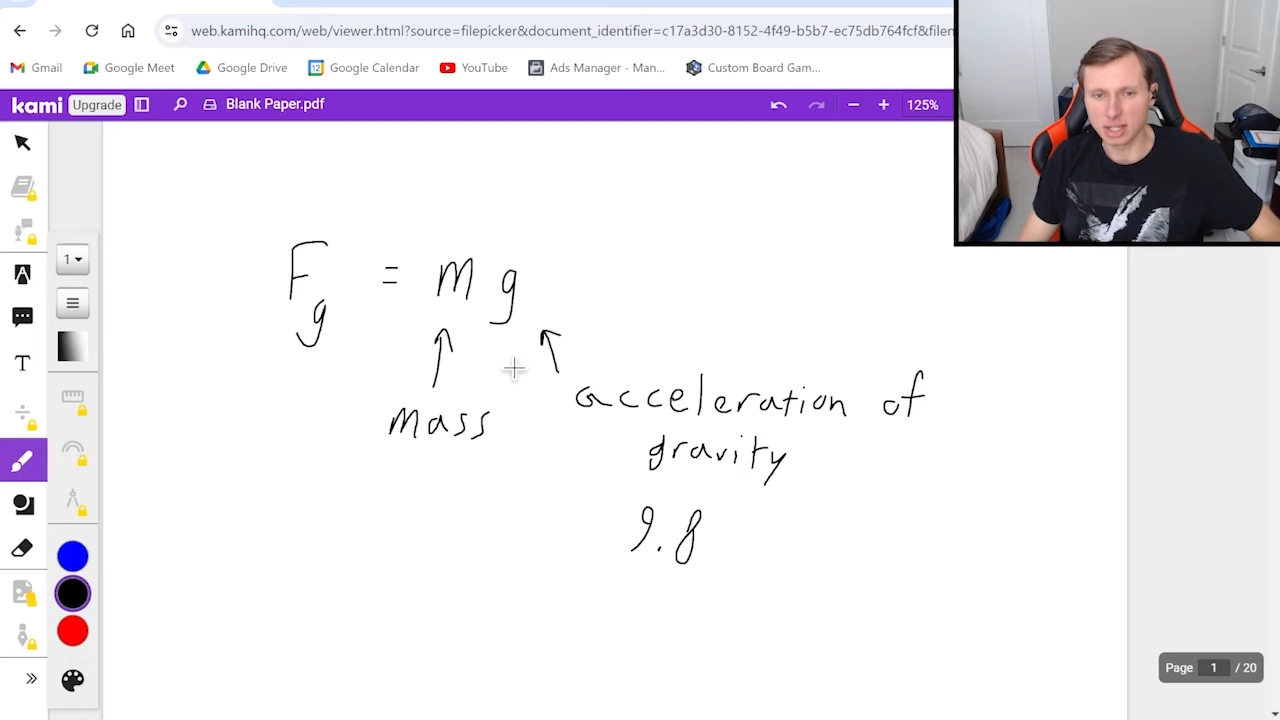 web.kamihq.com/web/viewer.html?source=filepicker&document_identifier=c17a3d30-8152-4f49-b5b7-ec75db764fcf&filen
Gmail Google Meet Google Drive 12 Google Calendar YouTube Ads Manager - Man... Custom Board Gam...
kami Upgrade Blank Paper.pdf 125%
A
T
1
Fg = m g
mass
acceleration of
gravity
9.8
Page 1 / 20